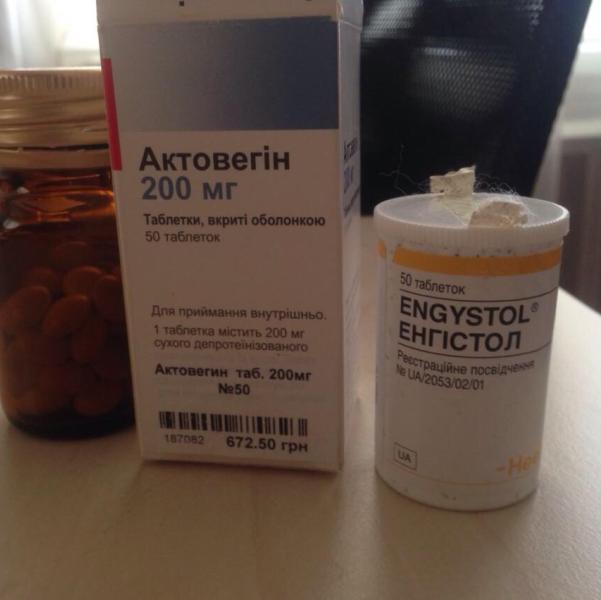 Актовегін
200 мг
Таблетки, вкриті оболонкою
50 таблеток
Для приймання внутрішньо.
1 таблетка містить 200 мг
сухого депротеїнізованого
Актовегин таб. 200мг
№50
187082 672.50 грн
50 таблеток
ENGYSTOL®
ЕНГІСТОЛ
Реєстраційне посвідчення
№ UA/2053/02/01
UA